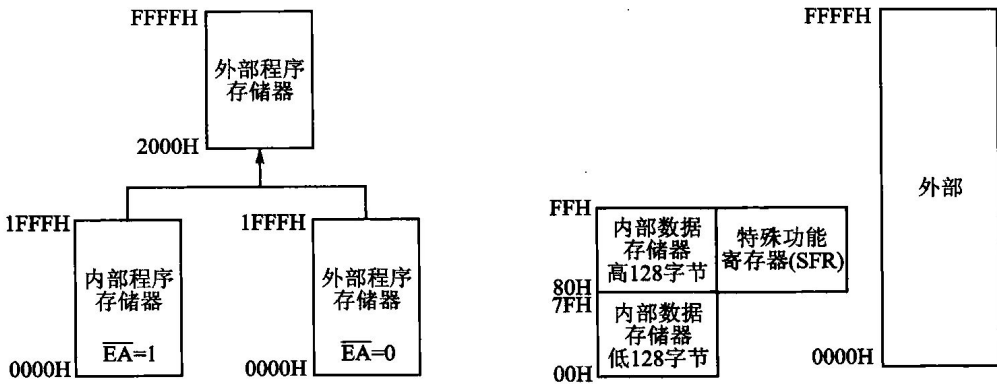 FFFFH
外部程序
存储器
2000H
1FFFH
内部程序
存储器
EA=1
0000H
1FFFH
外部程序
存储器
EA=0
0000H
FFFFH
外部
0000H
FFH
内部数据
存储器
高128字节
80H
特殊功能
寄存器(SFR)
7FH
内部数据
存储器
低128字节
00H